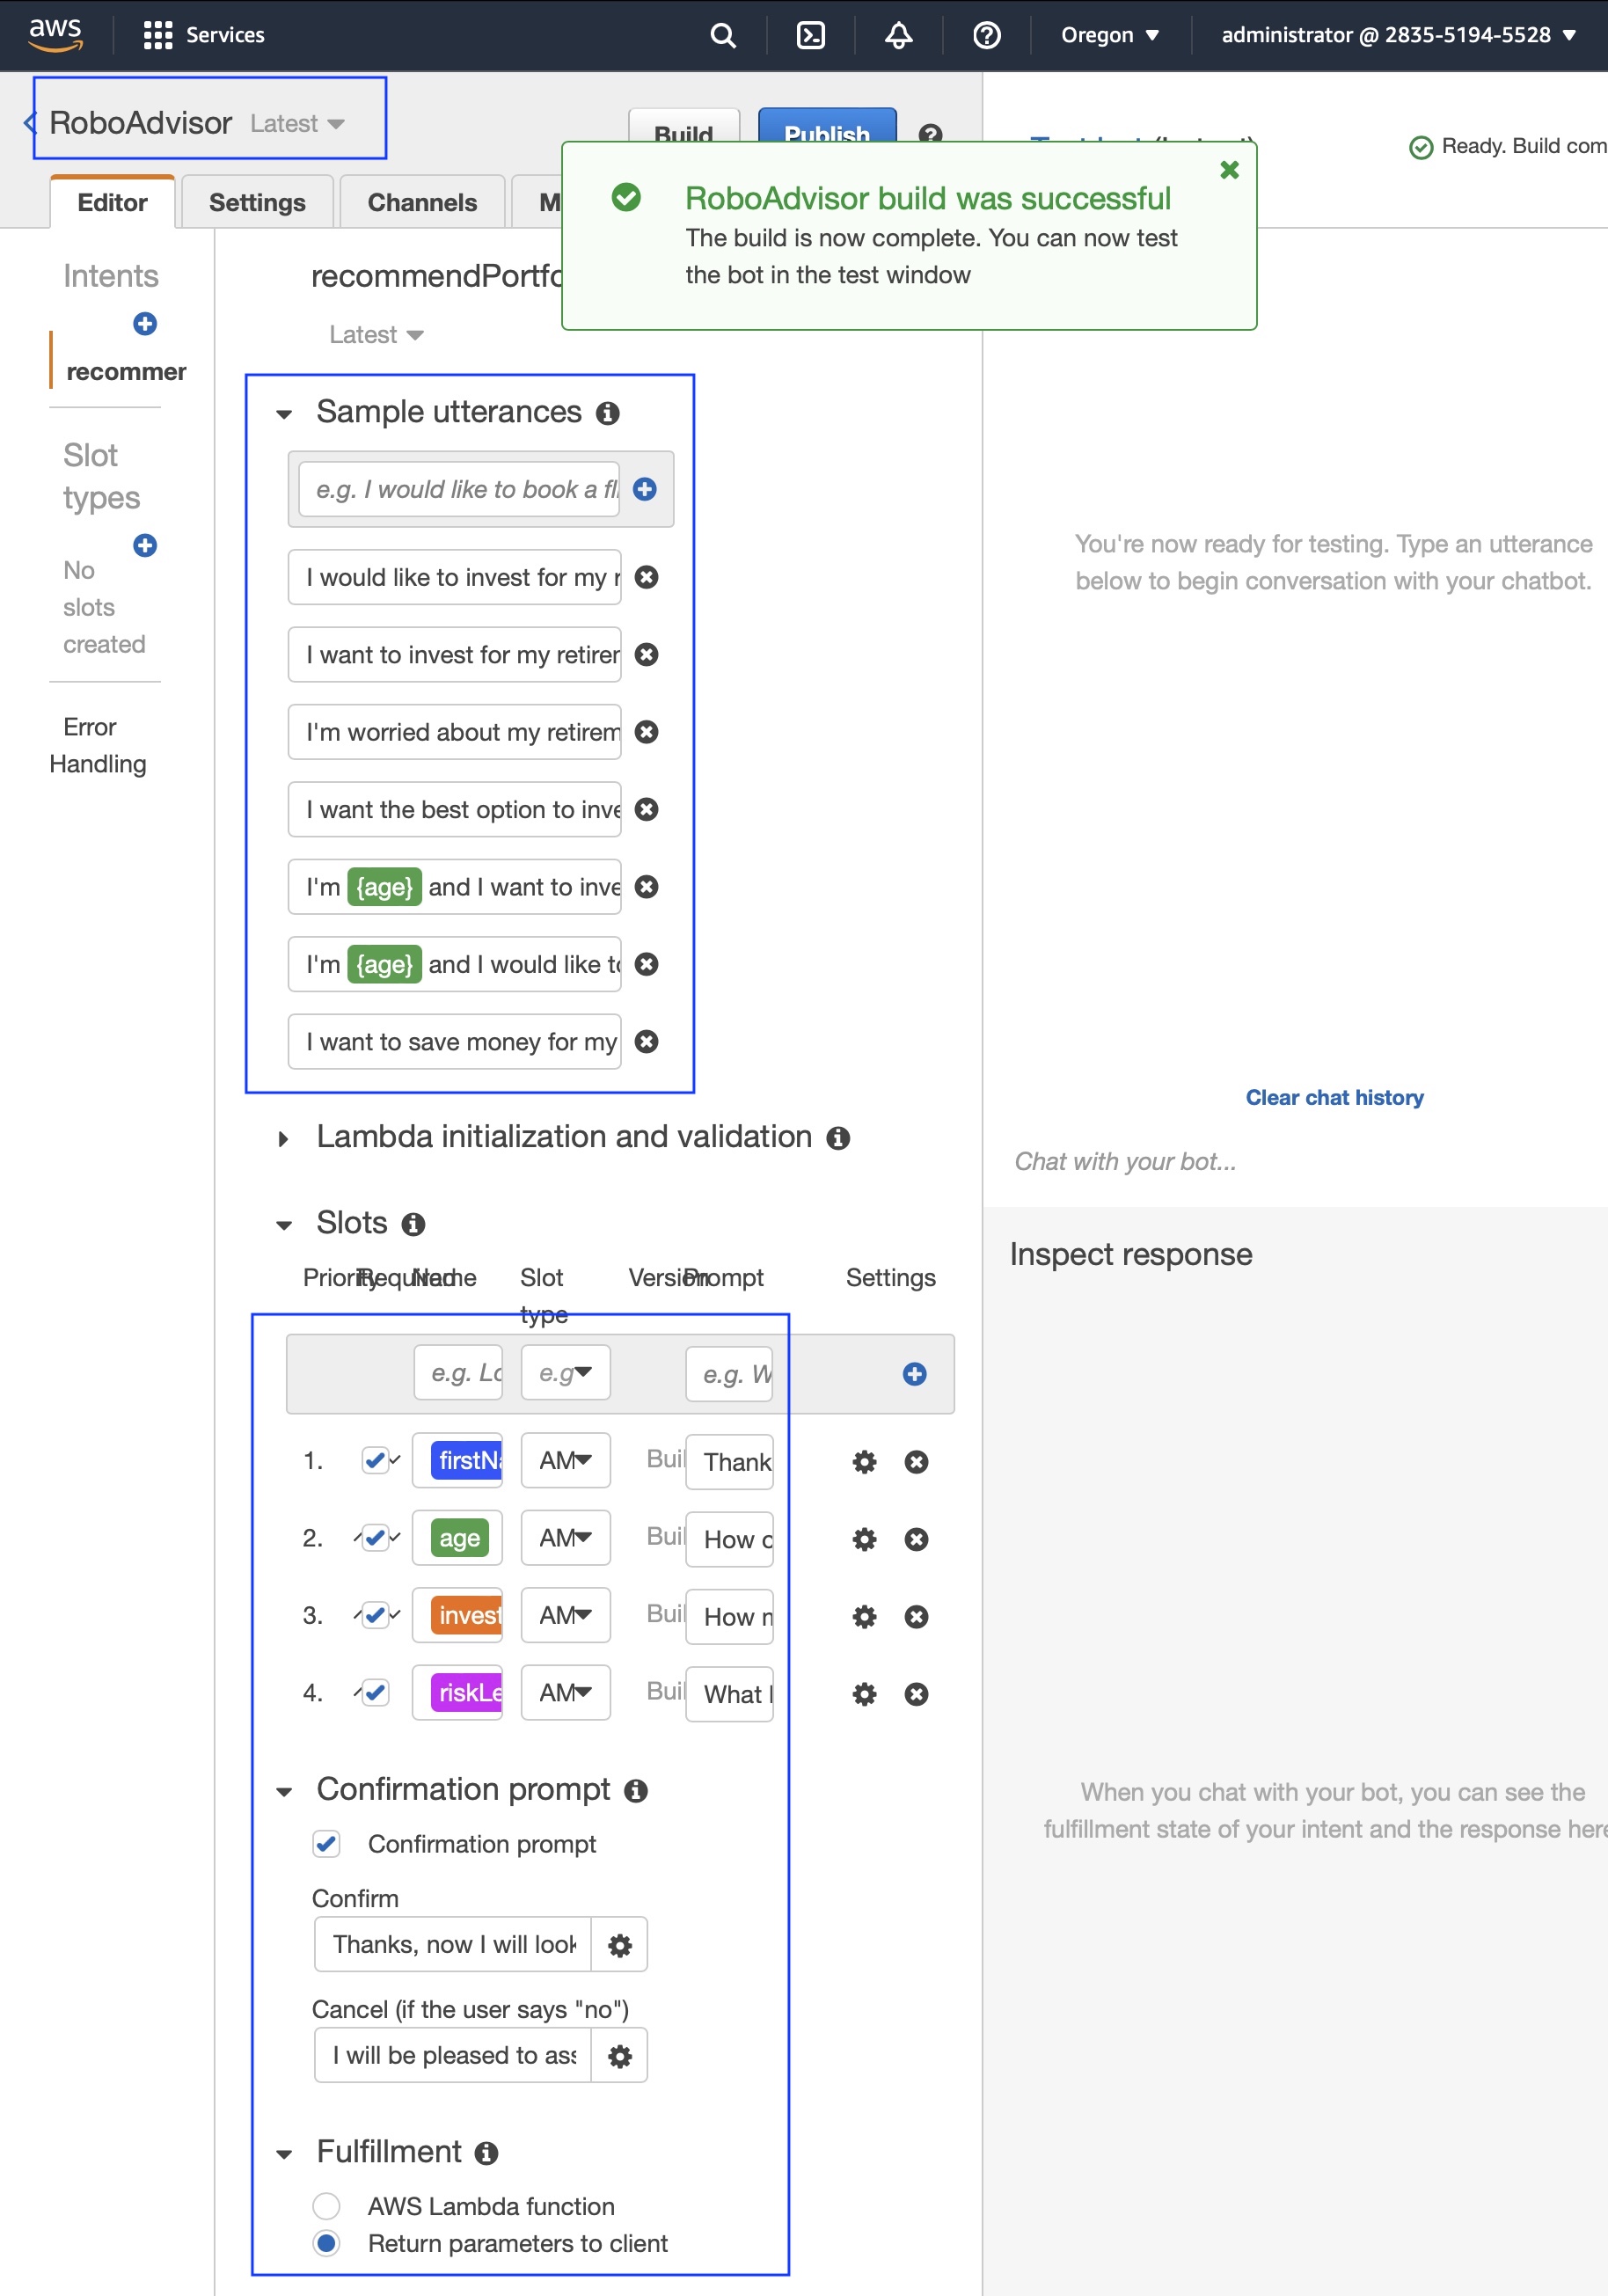 aws
Services
Oregon
administrator @ 2835-5194-5528
RoboAdvisor Latest
Build
Publish
Ready. Build com
RoboAdvisor build was successful
The build is now complete. You can now test
the bot in the test window
Editor
Settings
Channels
M
Intents
recommer
Slot
types
No
slots
created
Error
Handling
recommendPortfo
Latest
Sample utterances
e.g. I would like to book a fl
I would like to invest for my r
I want to invest for my retirem
I'm worried about my retirem
I want the best option to inve
I'm {age} and I want to inve
I'm {age} and I would like to
I want to save money for my
Lambda initialization and validation
Slots
Priority Required Name Slot type Version Prompt Settings
e.g. Lo e.g e.g. W
1. firstNa AM Buil Thank
2. age AM Buil How o
3. invest AM Buil How m
4. riskLe AM Buil What l
Confirmation prompt
Confirmation prompt
Confirm
Thanks, now I will look
Cancel (if the user says "no")
I will be pleased to ass
Fulfillment
AWS Lambda function
Return parameters to client
You're now ready for testing. Type an utterance
below to begin conversation with your chatbot.
Clear chat history
Chat with your bot...
Inspect response
When you chat with your bot, you can see the
fulfillment state of your intent and the response here